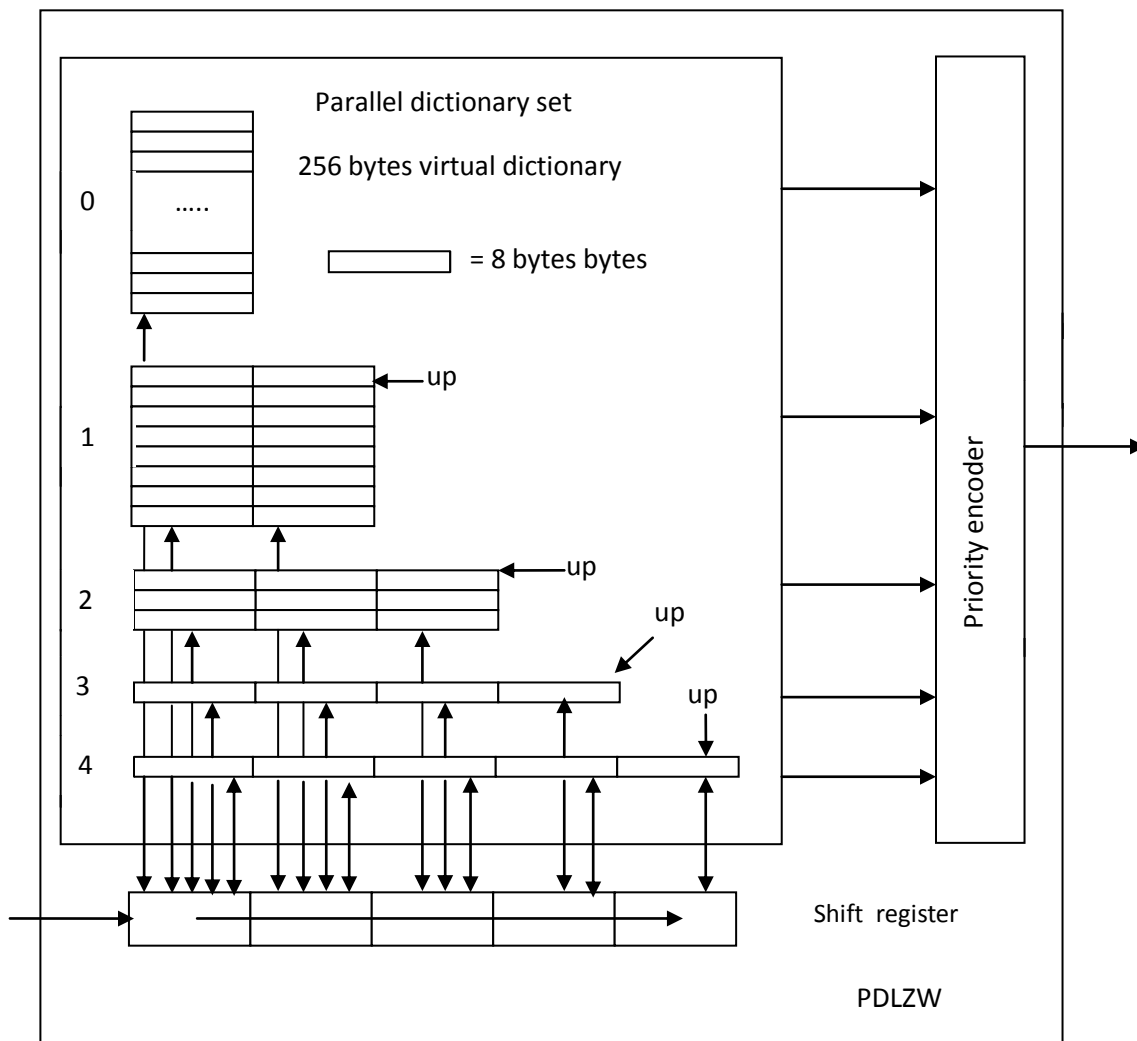 Parallel dictionary set
256 bytes virtual dictionary
0
…..
= 8 bytes bytes
up
1
up
2
up
3
up
4
Priority encoder
Shift register
PDLZW